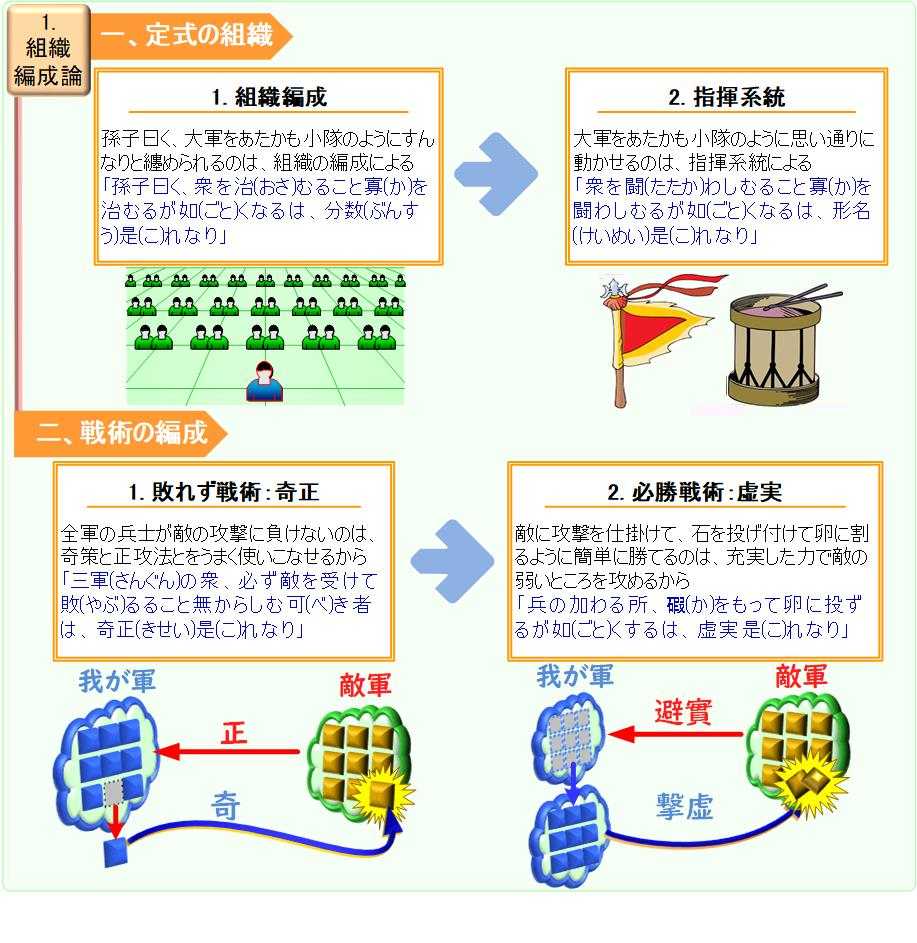 1.
組織
編成論
一、定式の組織
1. 組織編成
孫子曰く、大軍をあたかも小隊のようにすん
なりと纏められるのは、組織の編成による
「孫子曰く、衆を治(おさ)むること寡(か)を
治むるが如(ごと)くなるは、分数(ぶんす
う)是(こ)れなり」
2. 指揮系統
大軍をあたかも小隊のように思い通りに
動かせるのは、指揮系統による
「衆を闘(たたか)わしむること寡(か)を
闘わしむるが如(ごと)くなるは、形名
(けいめい)是(こ)れなり」
二、戦術の編成
1. 敗れず戦術：奇正
全軍の兵士が敵の攻撃に負けないのは、
奇策と正攻法とをうまく使いこなせるから
「三軍(さんぐん)の衆、必ず敵を受けて
敗(やぶ)るること無からしむ可(べ)き者
は、奇正(きせい)是(こ)れなり」
2. 必勝戦術：虚実
敵に攻撃を仕掛けて、石を投げ付けて卵に割
るように簡単に勝てるのは、充実した力で敵の
弱いところを攻めるから
「兵の加わる所、碬(か)をもって卵に投ず
るが如(ごと)くするは、虚実是(こ)れなり」
我が軍
敵軍
正
奇
我が軍
敵軍
避實
撃虚